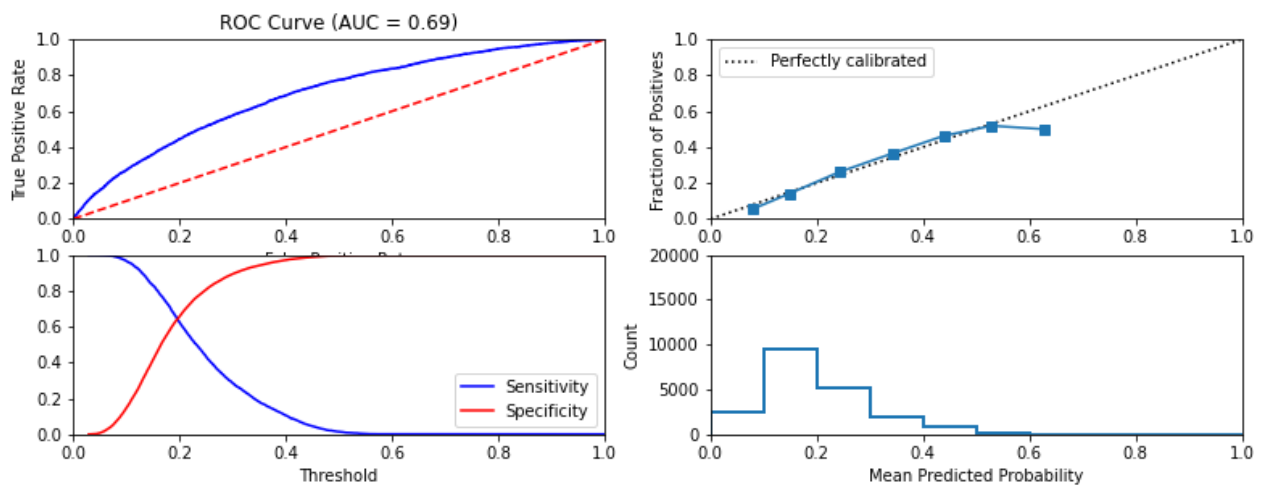 ROC Curve (AUC = 0.69)
True Positive Rate
1.0
0.8
0.6
0.4
0.2
0.0
0.0 0.2 0.4 0.6 0.8 1.0
Fraction of Positives
1.0
0.8
0.6
0.4
0.2
0.0
Perfectly calibrated
0.0 0.2 0.4 0.6 0.8 1.0
1.0
0.8
0.6
0.4
0.2
0.0
Sensitivity
Specificity
0.0 0.2 0.4 0.6 0.8 1.0
Threshold
Count
20000
15000
10000
5000
0
0.0 0.2 0.4 0.6 0.8 1.0
Mean Predicted Probability